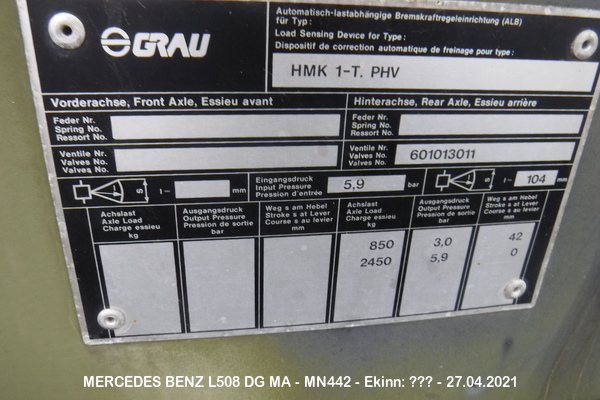 GRAU
Automatisch-lastabhängige Bremskraftregeleinrichtung (ALB)
für Typ:
Load Sensing Device for Type:
Dispositif de correction automatique de freinage pour type:
HMK 1-T. PHV
Vorderachse, Front Axle, Essieu avant
Hinterachse, Rear Axle, Essieu arrière
Feder Nr.
Spring No.
Ressort No.
Feder Nr.
Spring No.
Ressort No.
Ventile Nr.
Valves No.
Valves No.
Ventile Nr.
Valves No.
Valves No.
601013011
S
l=
mm
Eingangsdruck
Input Pressure
Pression d'entrée
5,9
bar
S
l=
104
mm
Achslast
Axle Load
Charge essieu
kg
Ausgangsdruck
Output Pressure
Pression de sortie
bar
Weg s am Hebel
Stroke s at Lever
Course s au levier
mm
Achslast
Axle Load
Charge essieu
kg
Ausgangsdruck
Output Pressure
Pression de sortie
bar
Weg s am Hebel
Stroke s at Lever
Course s au levier
mm
850 3,0 42
2450 5,9 0
MERCEDES BENZ L508 DG MA - MN442 - Ekinn: ??? - 27.04.2021